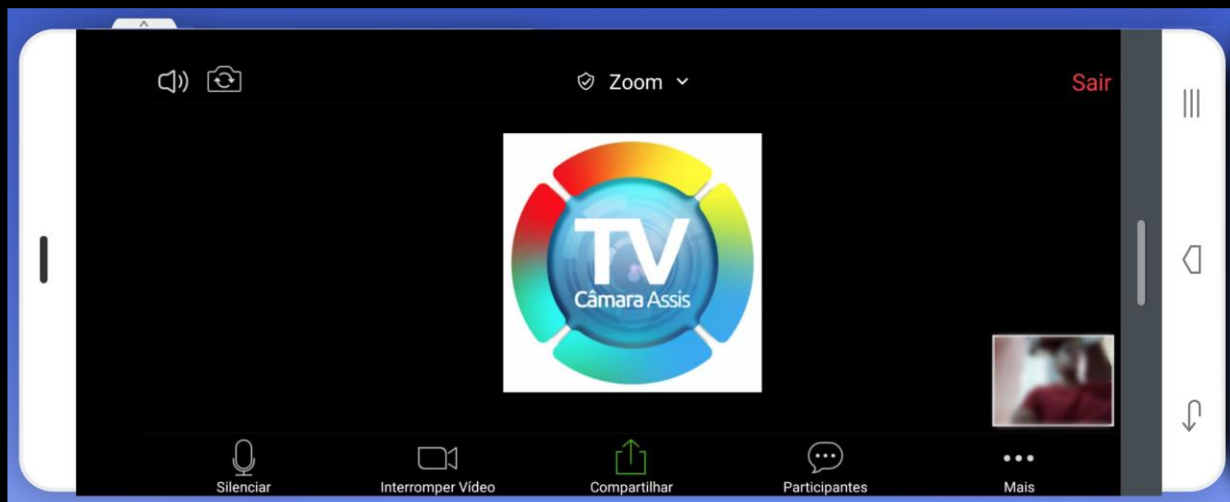 Zoom
Sair
TV
Câmara Assis
Silenciar
Interromper Vídeo
Compartilhar
Participantes
Mais